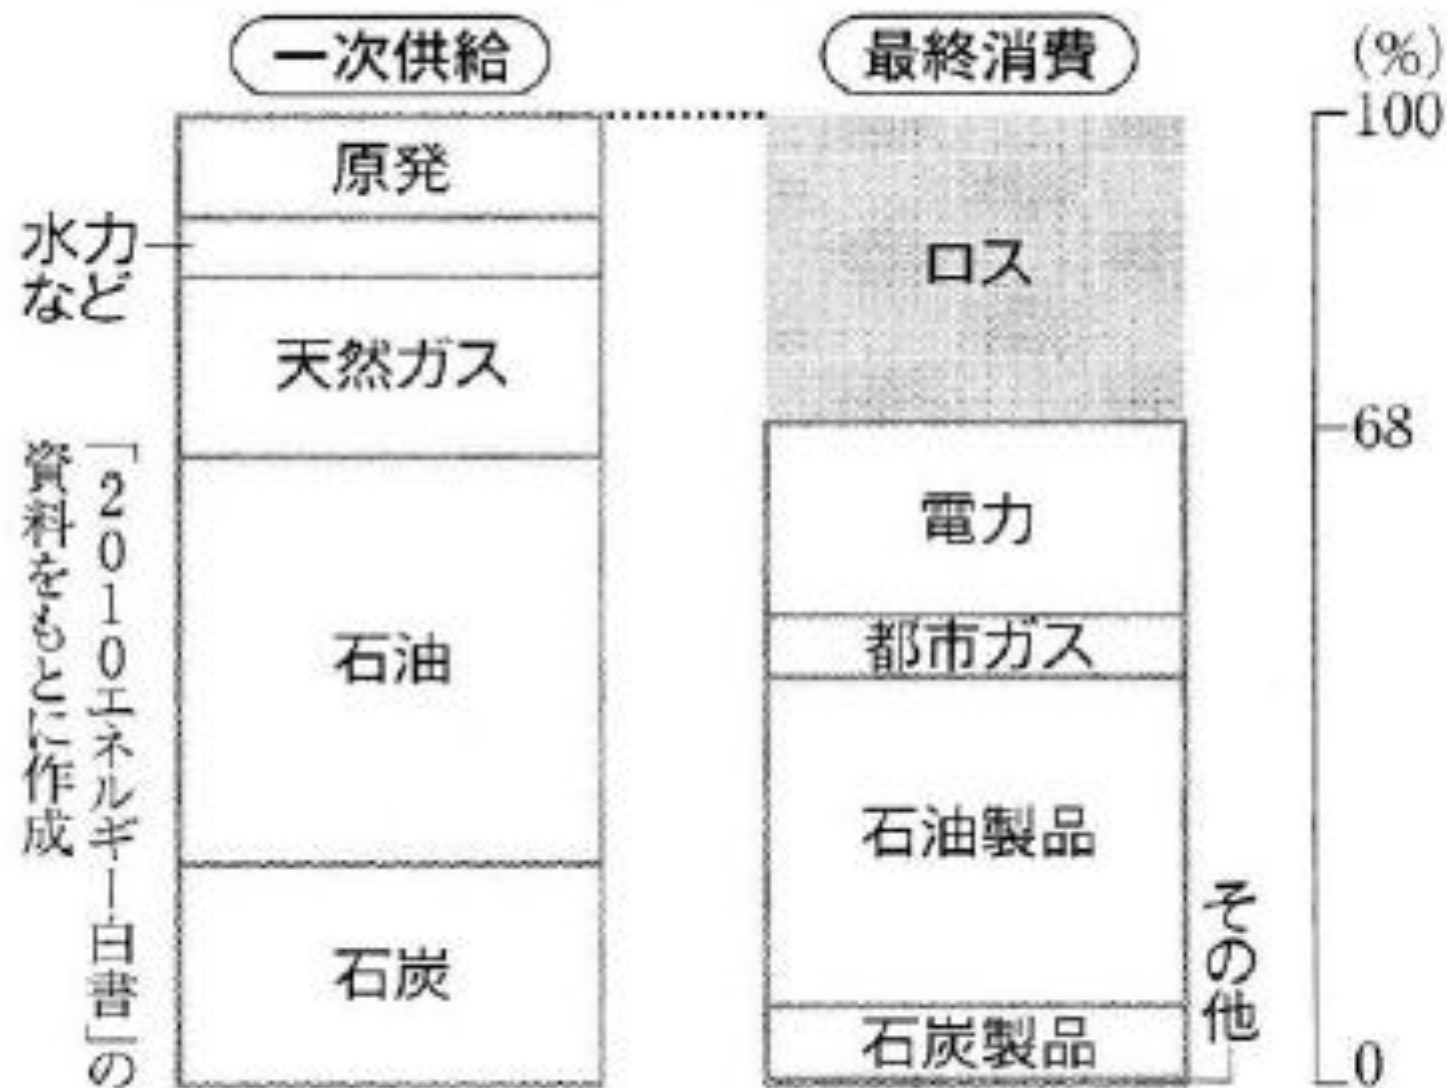 一次供給
最終消費
(%)
100
68
0
原発
水力
など
天然ガス
石油
石炭
ロス
電力
都市ガス
石油製品
石炭製品
その他
「2010エネルギー白書」の
資料をもとに作成